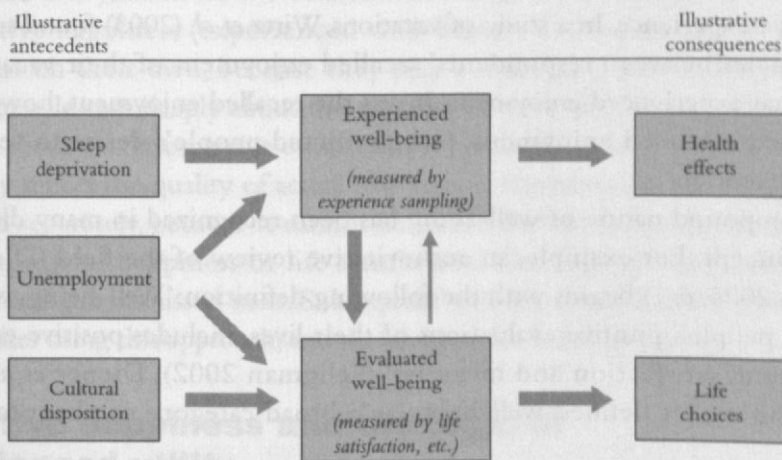 Illustrative
antecedents
Illustrative
consequences
Sleep
deprivation
Experienced
well-being
(measured by
experience sampling)
Health
effects
Unemployment
Cultural
disposition
Evaluated
well-being
(measured by life
satisfaction, etc.)
Life
choices